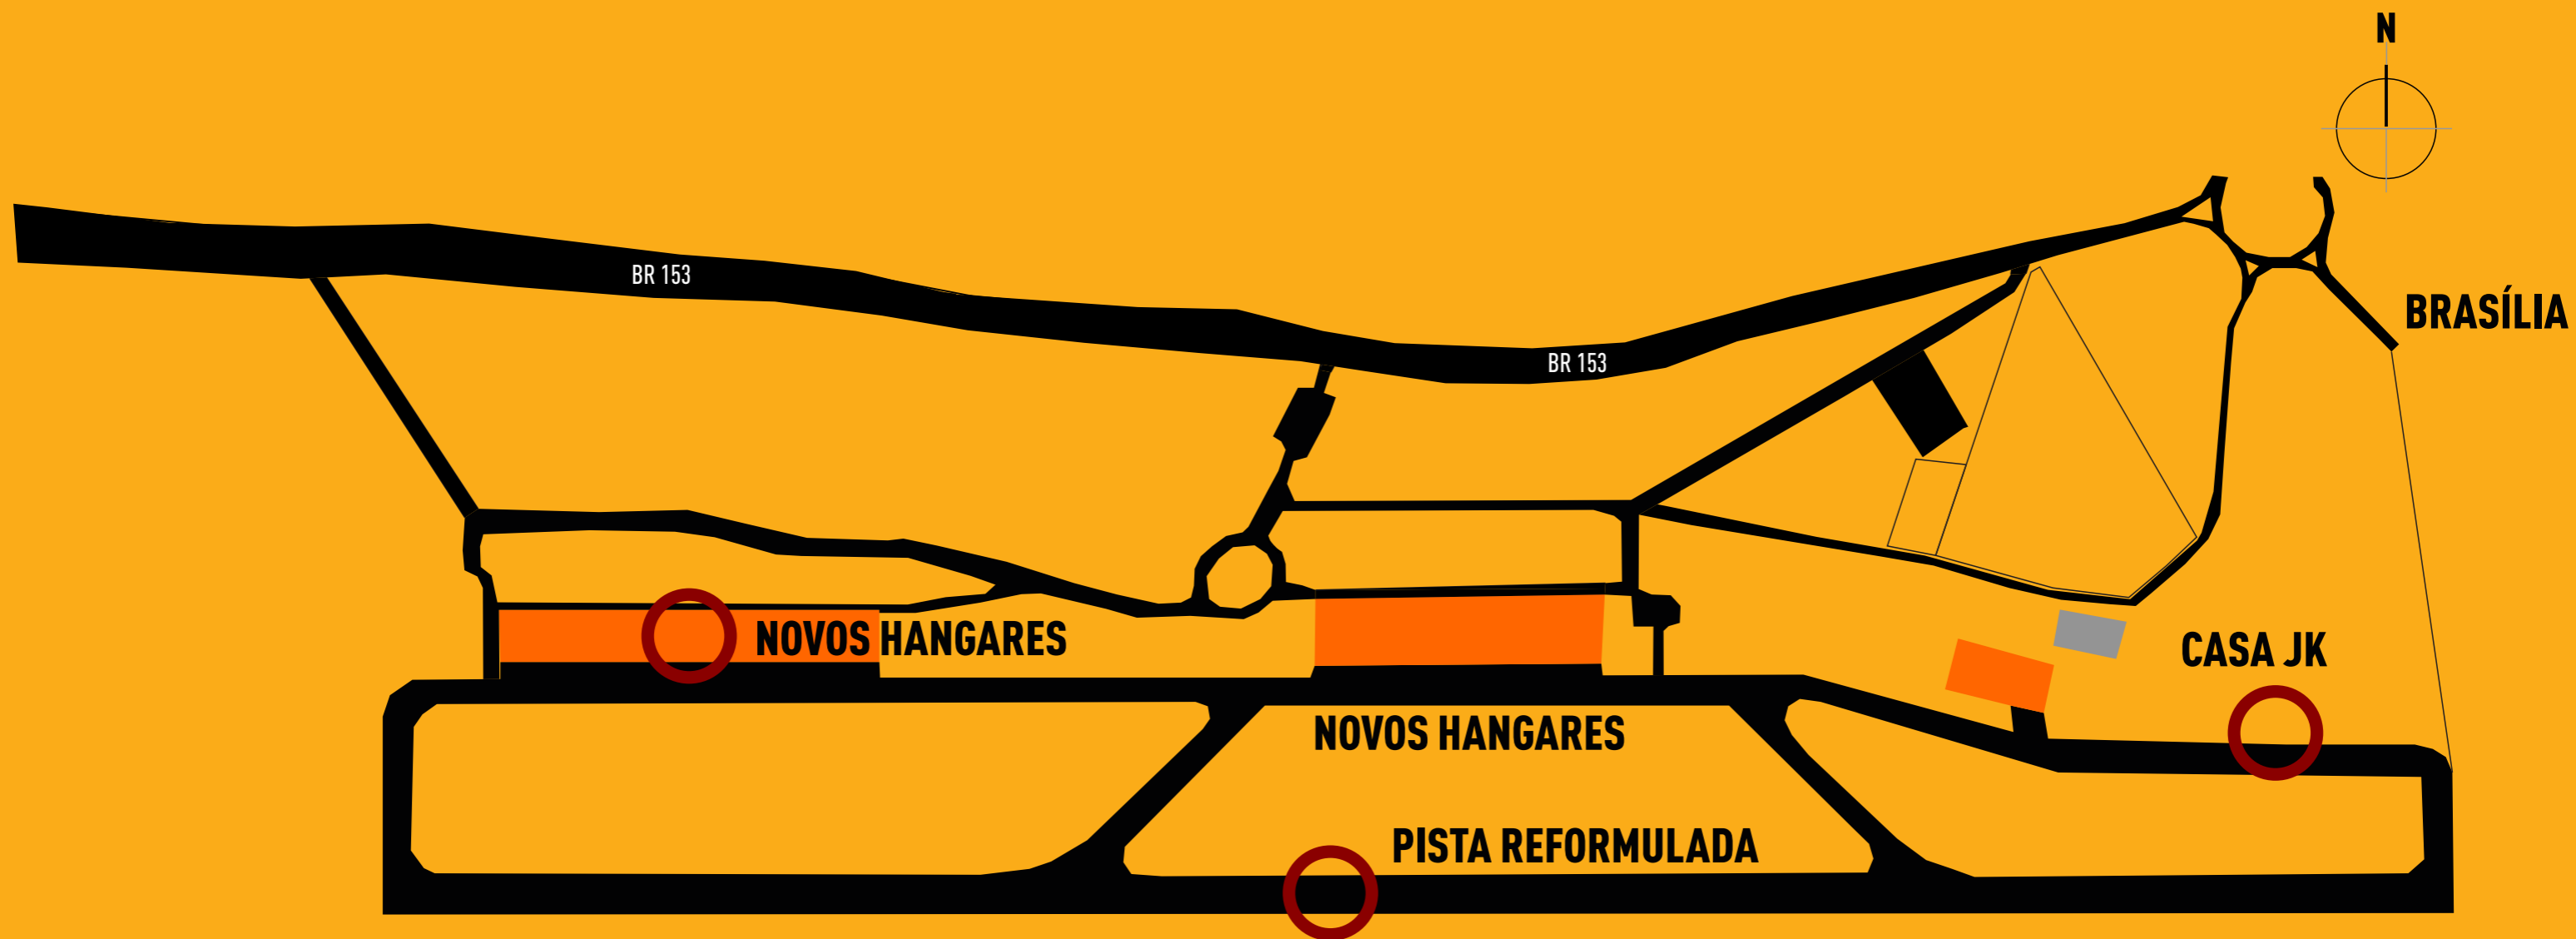 N
BR 153
BRASÍLIA
BR 153
NOVOS HANGARES
CASA JK
NOVOS HANGARES
PISTA REFORMULADA